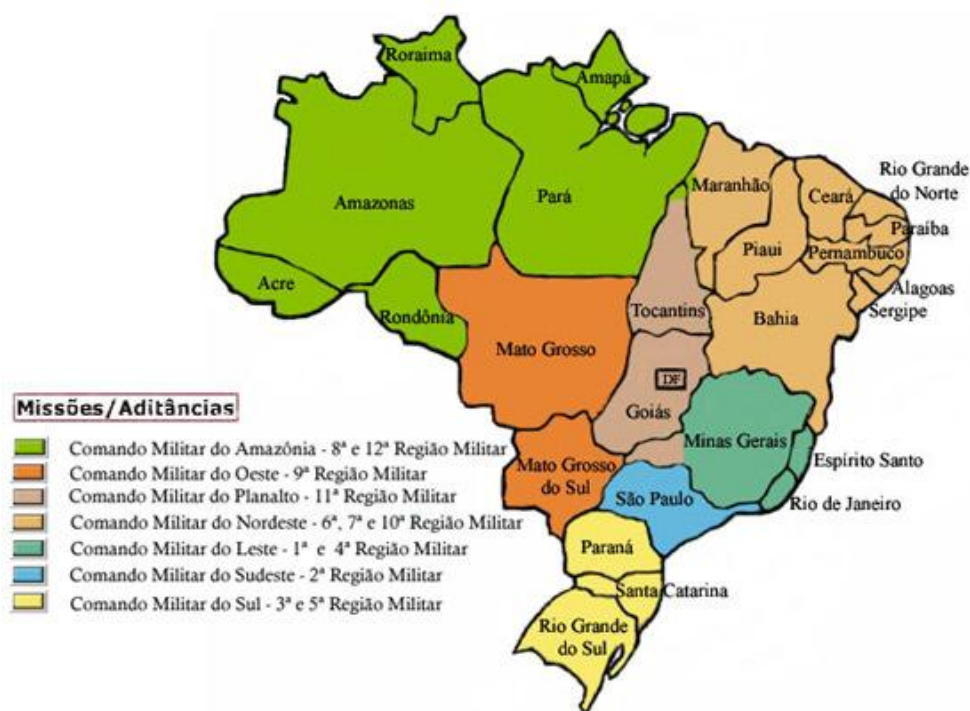 Roraima
Amapá
Amazonas
Pará
Maranhão
Ceará
Rio Grande
do Norte
Paraíba
Piaui
Pernambuco
Acre
Rondônia
Tocantins
Bahia
Alagoas
Sergipe
Mato Grosso
DF
Goiás
Minas Gerais
Espírito Santo
Mato Grosso
do Sul
São Paulo
Rio de Janeiro
Paraná
Santa Catarina
Rio Grande
do Sul
Missões/Aditâncias
Comando Militar do Amazônia - 8ª e 12ª Região Militar
Comando Militar do Oeste - 9ª Região Militar
Comando Militar do Planalto - 11ª Região Militar
Comando Militar do Nordeste - 6ª, 7ª e 10ª Região Militar
Comando Militar do Leste - 1ª e 4ª Região Militar
Comando Militar do Sudeste - 2ª Região Militar
Comando Militar do Sul - 3ª e 5ª Região Militar